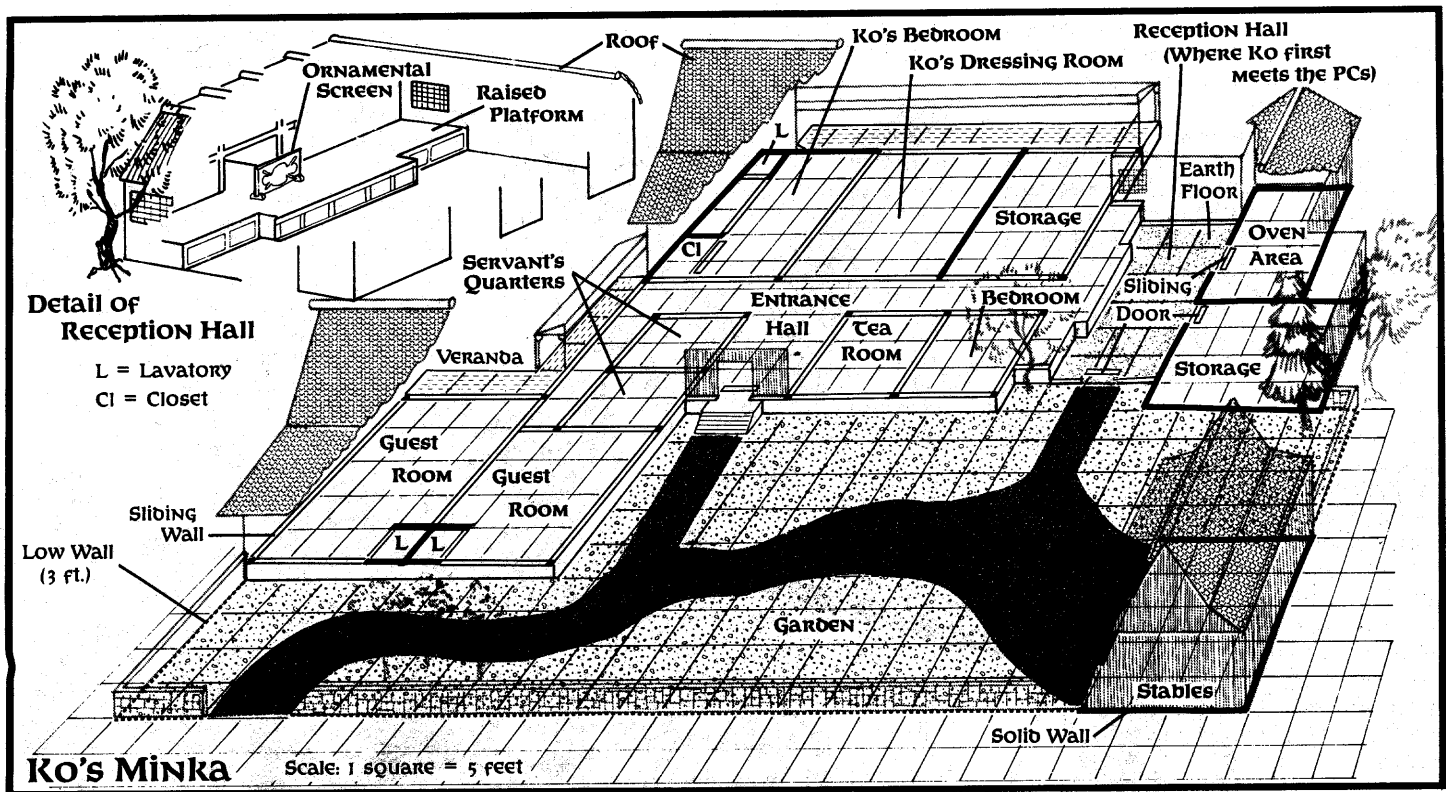 Roof
Ornamental
Screen
Raised
Platform
Ko's Bedroom
Ko's Dressing Room
Reception Hall
(Where Ko first
meets the PCs)
L
Earth
Floor
Storage
Oven
Area
Cl
Servant's
Quarters
Sliding
Door
Entrance
Hall
Bedroom
Tea
Room
Storage
Detail of
Reception Hall
L = Lavatory
Cl = Closet
Veranda
Guest
Room
Guest
Room
Sliding
Wall
L
L
Low Wall
(3 ft.)
Garden
Stables
Solid Wall
Ko's Minka
Scale: 1 square = 5 feet